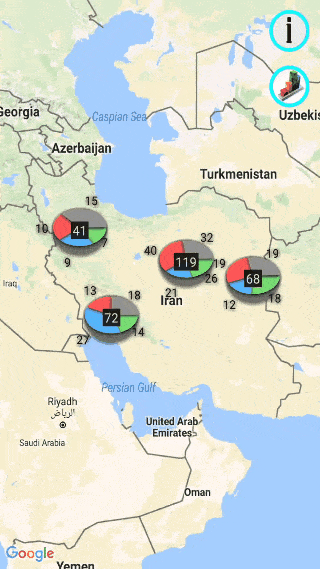 i
Georgia
Caspian Sea
Uzbekis
Azerbaijan
Turkmenistan
15
10
41
7
9
40
32
119
19
26
21
19
68
18
12
Iraq
Iran
13
18
72
14
27
Persian Gulf
Riyadh
الرياض
United Arab
Emirates
Saudi Arabia
Oman
Google
Yemen